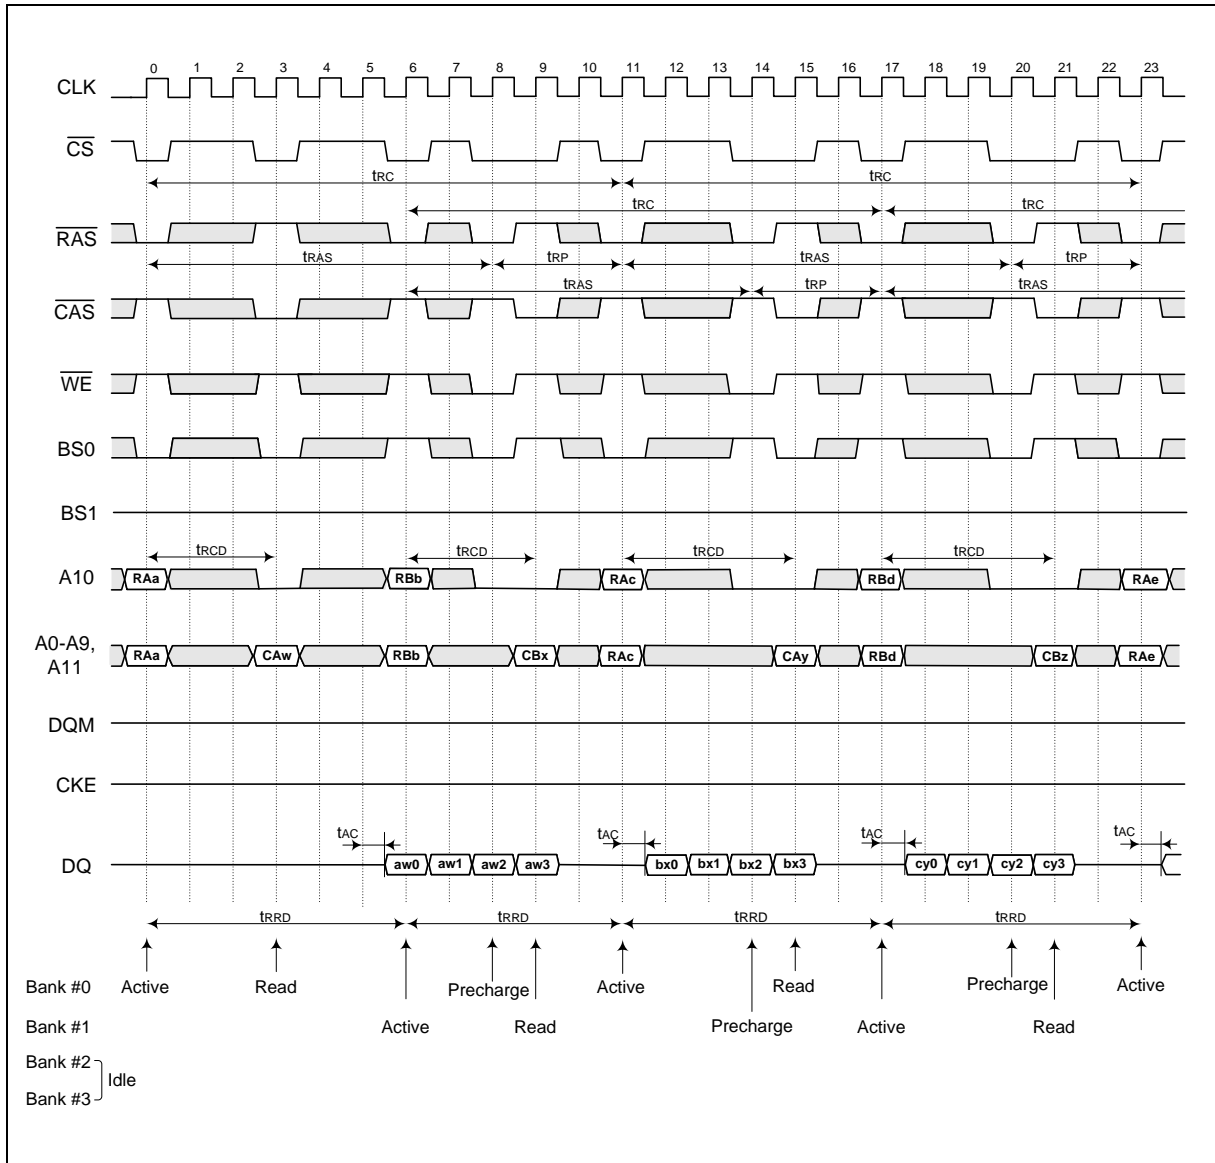 0 1 2 3 4 5 6 7 8 9 10 11 12 13 14 15 16 17 18 19 20 21 22 23
CLK
CS
tRC tRC
tRC tRC
RAS
tRAS tRP tRAS tRP
tRAS tRP tRAS
CAS
WE
BS0
BS1
tRCD tRCD tRCD tRCD
A10 RAa RBb RAc RBd RAe
A0-A9,
A11 RAa CAw RBb CBx RAc CAy RBd CBz RAe
DQM
CKE
tAC tAC tAC tAC
DQ aw0 aw1 aw2 aw3 bx0 bx1 bx2 bx3 cy0 cy1 cy2 cy3
tRRD tRRD tRRD tRRD
Bank #0 Active Read Precharge Active Read Precharge Active
Bank #1 Active Read Precharge Active Read
Bank #2
Idle
Bank #3